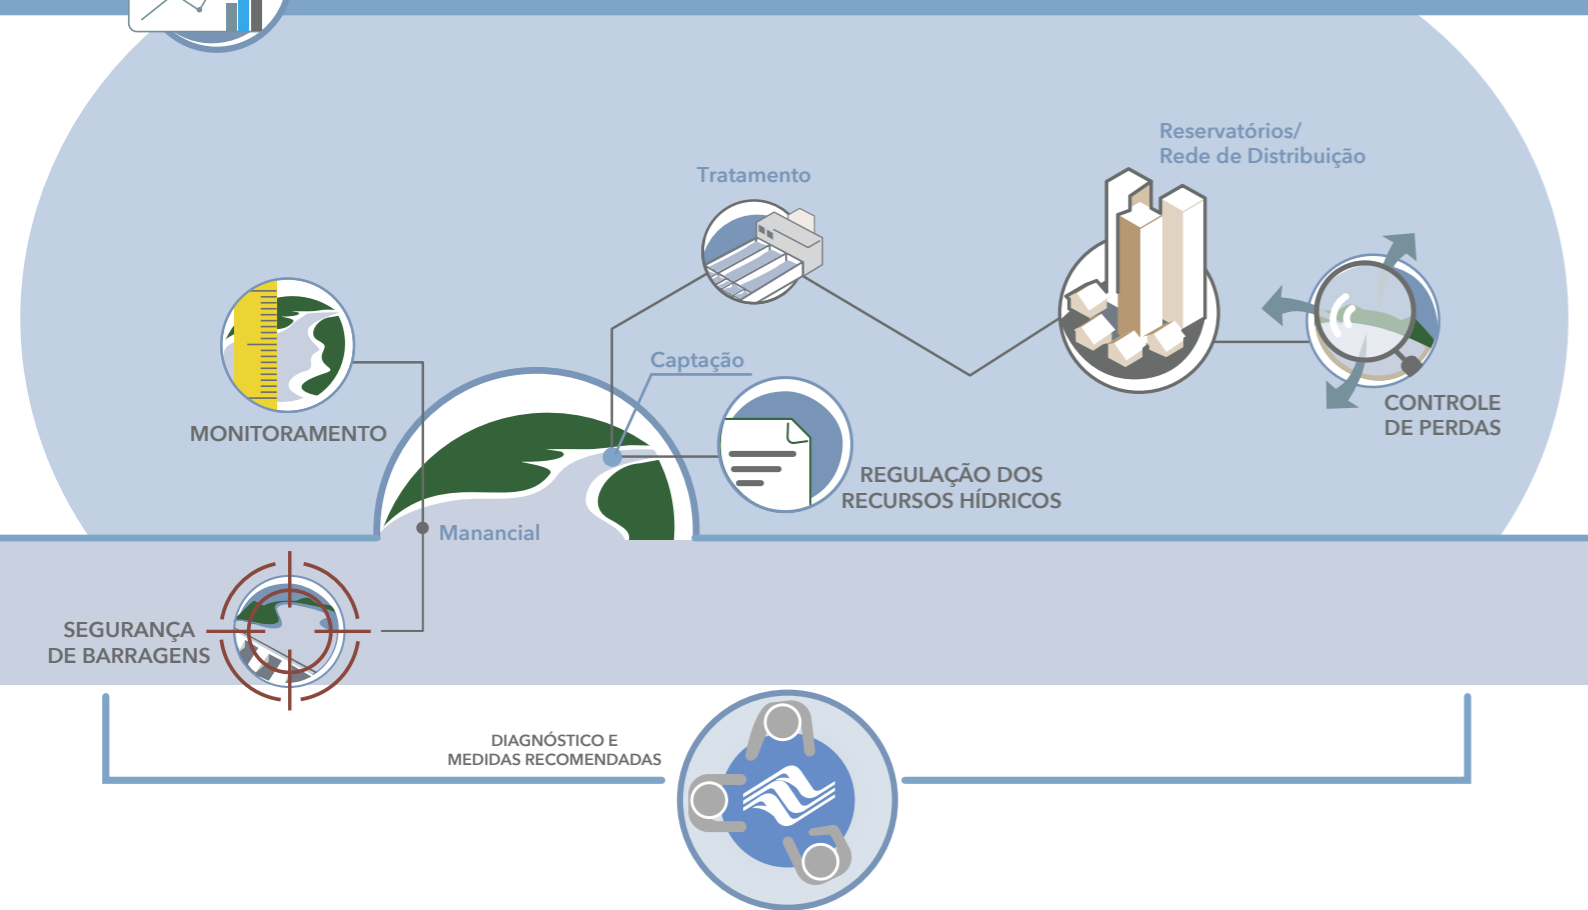 Reservatórios/
Rede de Distribuição
Tratamento
Captação
MONITORAMENTO
CONTROLE
DE PERDAS
REGULAÇÃO DOS
RECURSOS HÍDRICOS
Manancial
SEGURANÇA
DE BARRAGENS
DIAGNÓSTICO E
MEDIDAS RECOMENDADAS